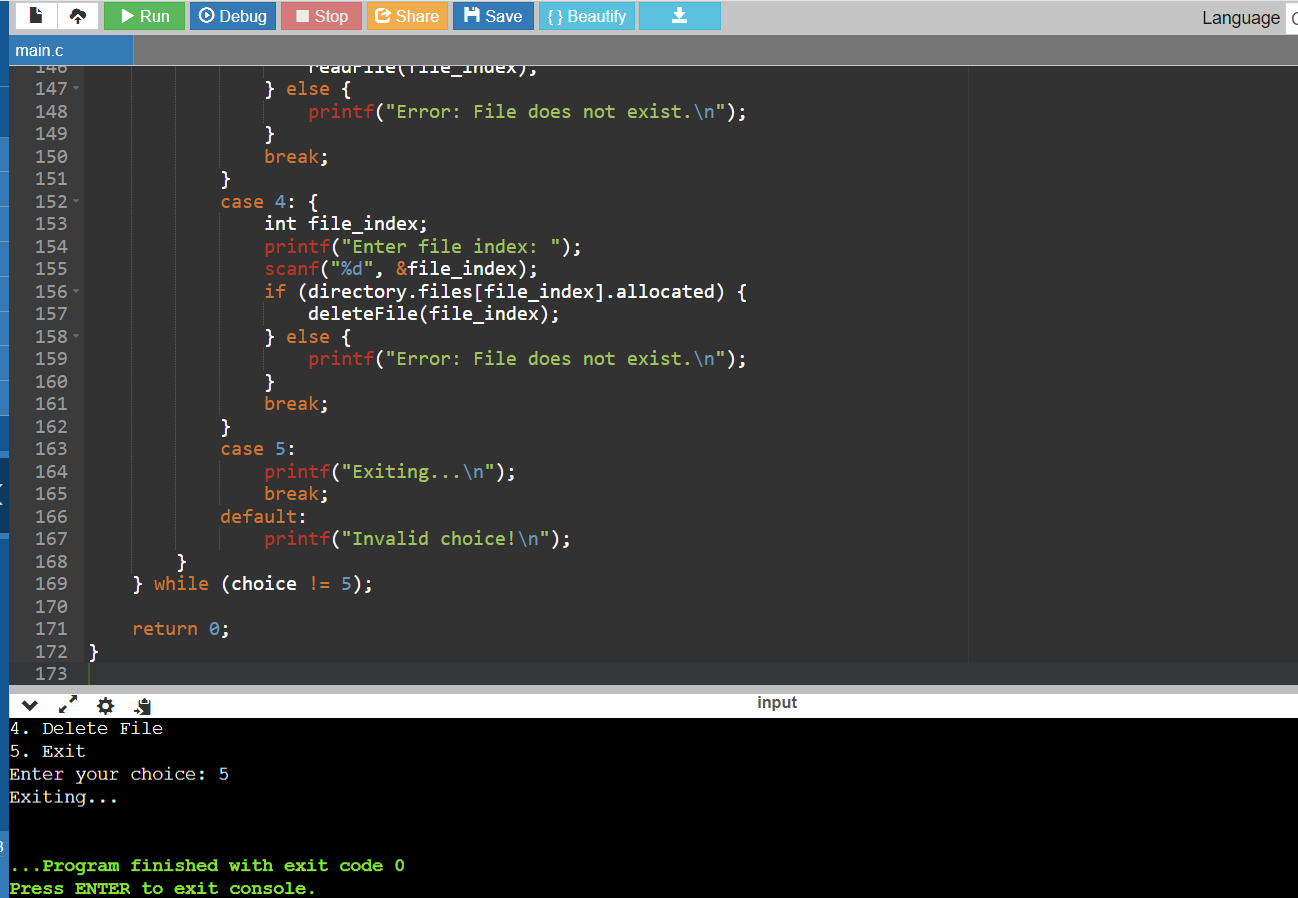 Run Debug Stop Share Save { } Beautify Language
main.c
146 readFile(file_index);
147 } else {
148 printf("Error: File does not exist.\n");
149 }
150 break;
151 }
152 case 4: {
153 int file_index;
154 printf("Enter file index: ");
155 scanf("%d", &file_index);
156 if (directory.files[file_index].allocated) {
157 deleteFile(file_index);
158 } else {
159 printf("Error: File does not exist.\n");
160 }
161 break;
162 }
163 case 5:
164 printf("Exiting...\n");
165 break;
166 default:
167 printf("Invalid choice!\n");
168 }
169 } while (choice != 5);
170
171 return 0;
172 }
173
input
4. Delete File
5. Exit
Enter your choice: 5
Exiting...
...Program finished with exit code 0
Press ENTER to exit console.